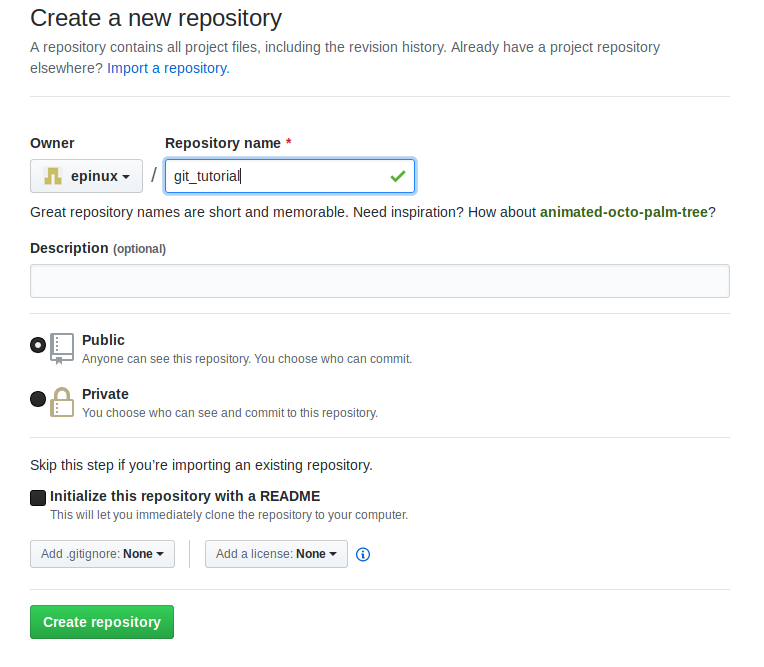 Create a new repository
A repository contains all project files, including the revision history. Already have a project repository
elsewhere? Import a repository.
Owner Repository name *
epinux / git_tutorial
Great repository names are short and memorable. Need inspiration? How about animated-octo-palm-tree?
Description (optional)
Public
Anyone can see this repository. You choose who can commit.
Private
You choose who can see and commit to this repository.
Skip this step if you’re importing an existing repository.
Initialize this repository with a README
This will let you immediately clone the repository to your computer.
Add .gitignore: None Add a license: None
Create repository